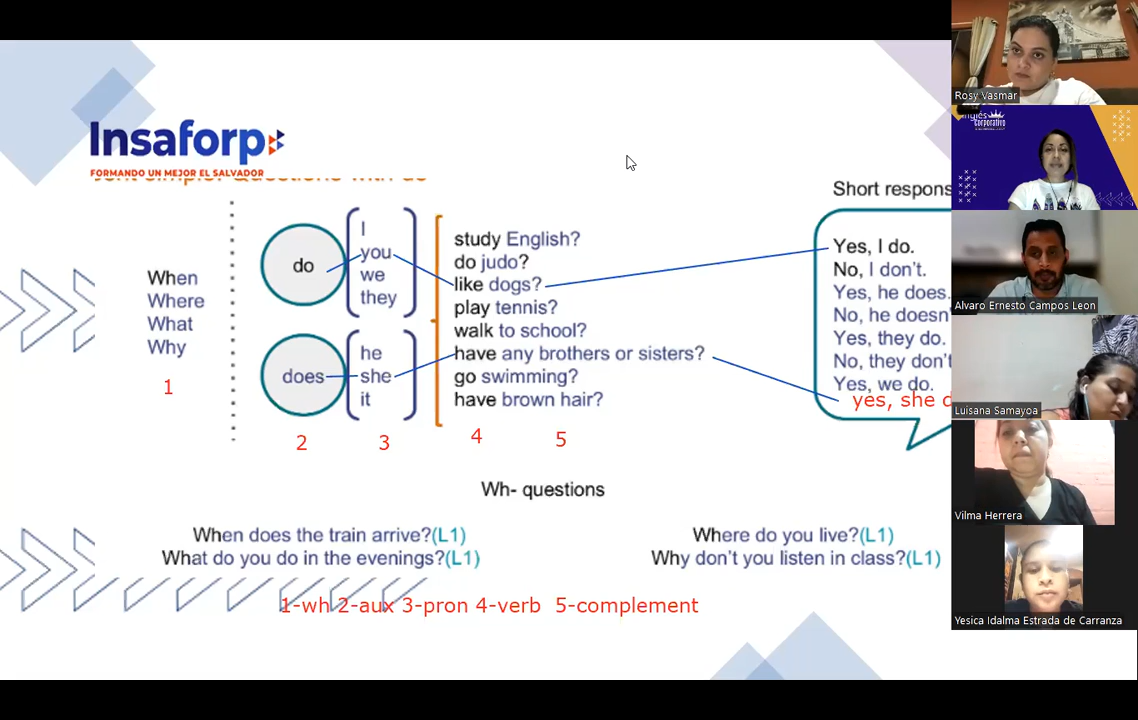 Insaforp
FORMANDO UN MEJOR EL SALVADOR
simple: Questions with do
Short respons
When
Where
What
Why
1
do
I
you
we
they
does
he
she
it
2
3
study English?
do judo?
like dogs?
play tennis?
walk to school?
have any brothers or sisters?
go swimming?
have brown hair?
4
5
Yes, I do.
No, I don't.
Yes, he does.
No, he doesn'
Yes, they do.
No, they don't
Yes, we do.
yes, she d
Wh- questions
When does the train arrive?(L1)
What do you do in the evenings?(L1)
Where do you live?(L1)
Why don't you listen in class?(L1)
1-wh 2-aux 3-pron 4-verb 5-complement
Rosy Vasmar
Inglés
corporativo
Alvaro Ernesto Campos Leon
Luisana Samayoa
Vilma Herrera
Yesica Idalma Estrada de Carranza